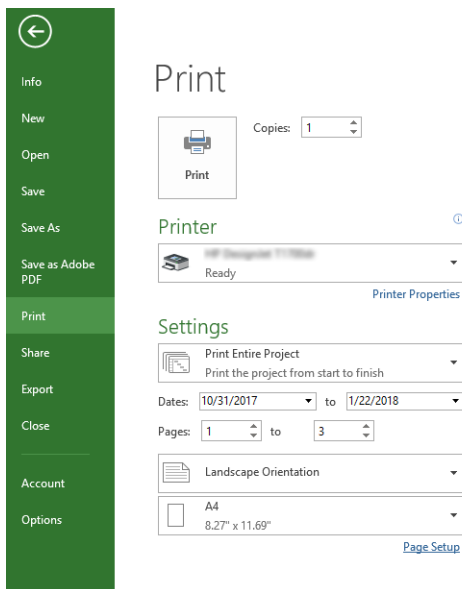 Info
New
Open
Save
Save As
Save as Adobe
PDF
Print
Share
Export
Close
Account
Options
Print
Print
Copies: 1
Printer
Ready
Printer Properties
Settings
Print Entire Project
Print the project from start to finish
Dates: 10/31/2017 to 1/22/2018
Pages: 1 to 3
Landscape Orientation
A4
8.27" x 11.69"
Page Setup